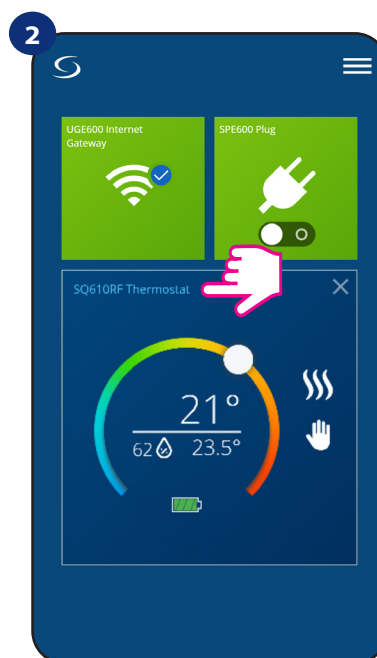 2
UGE600 Internet
Gateway
SPE600 Plug
SQ610RF Thermostat
21°
62 23.5°